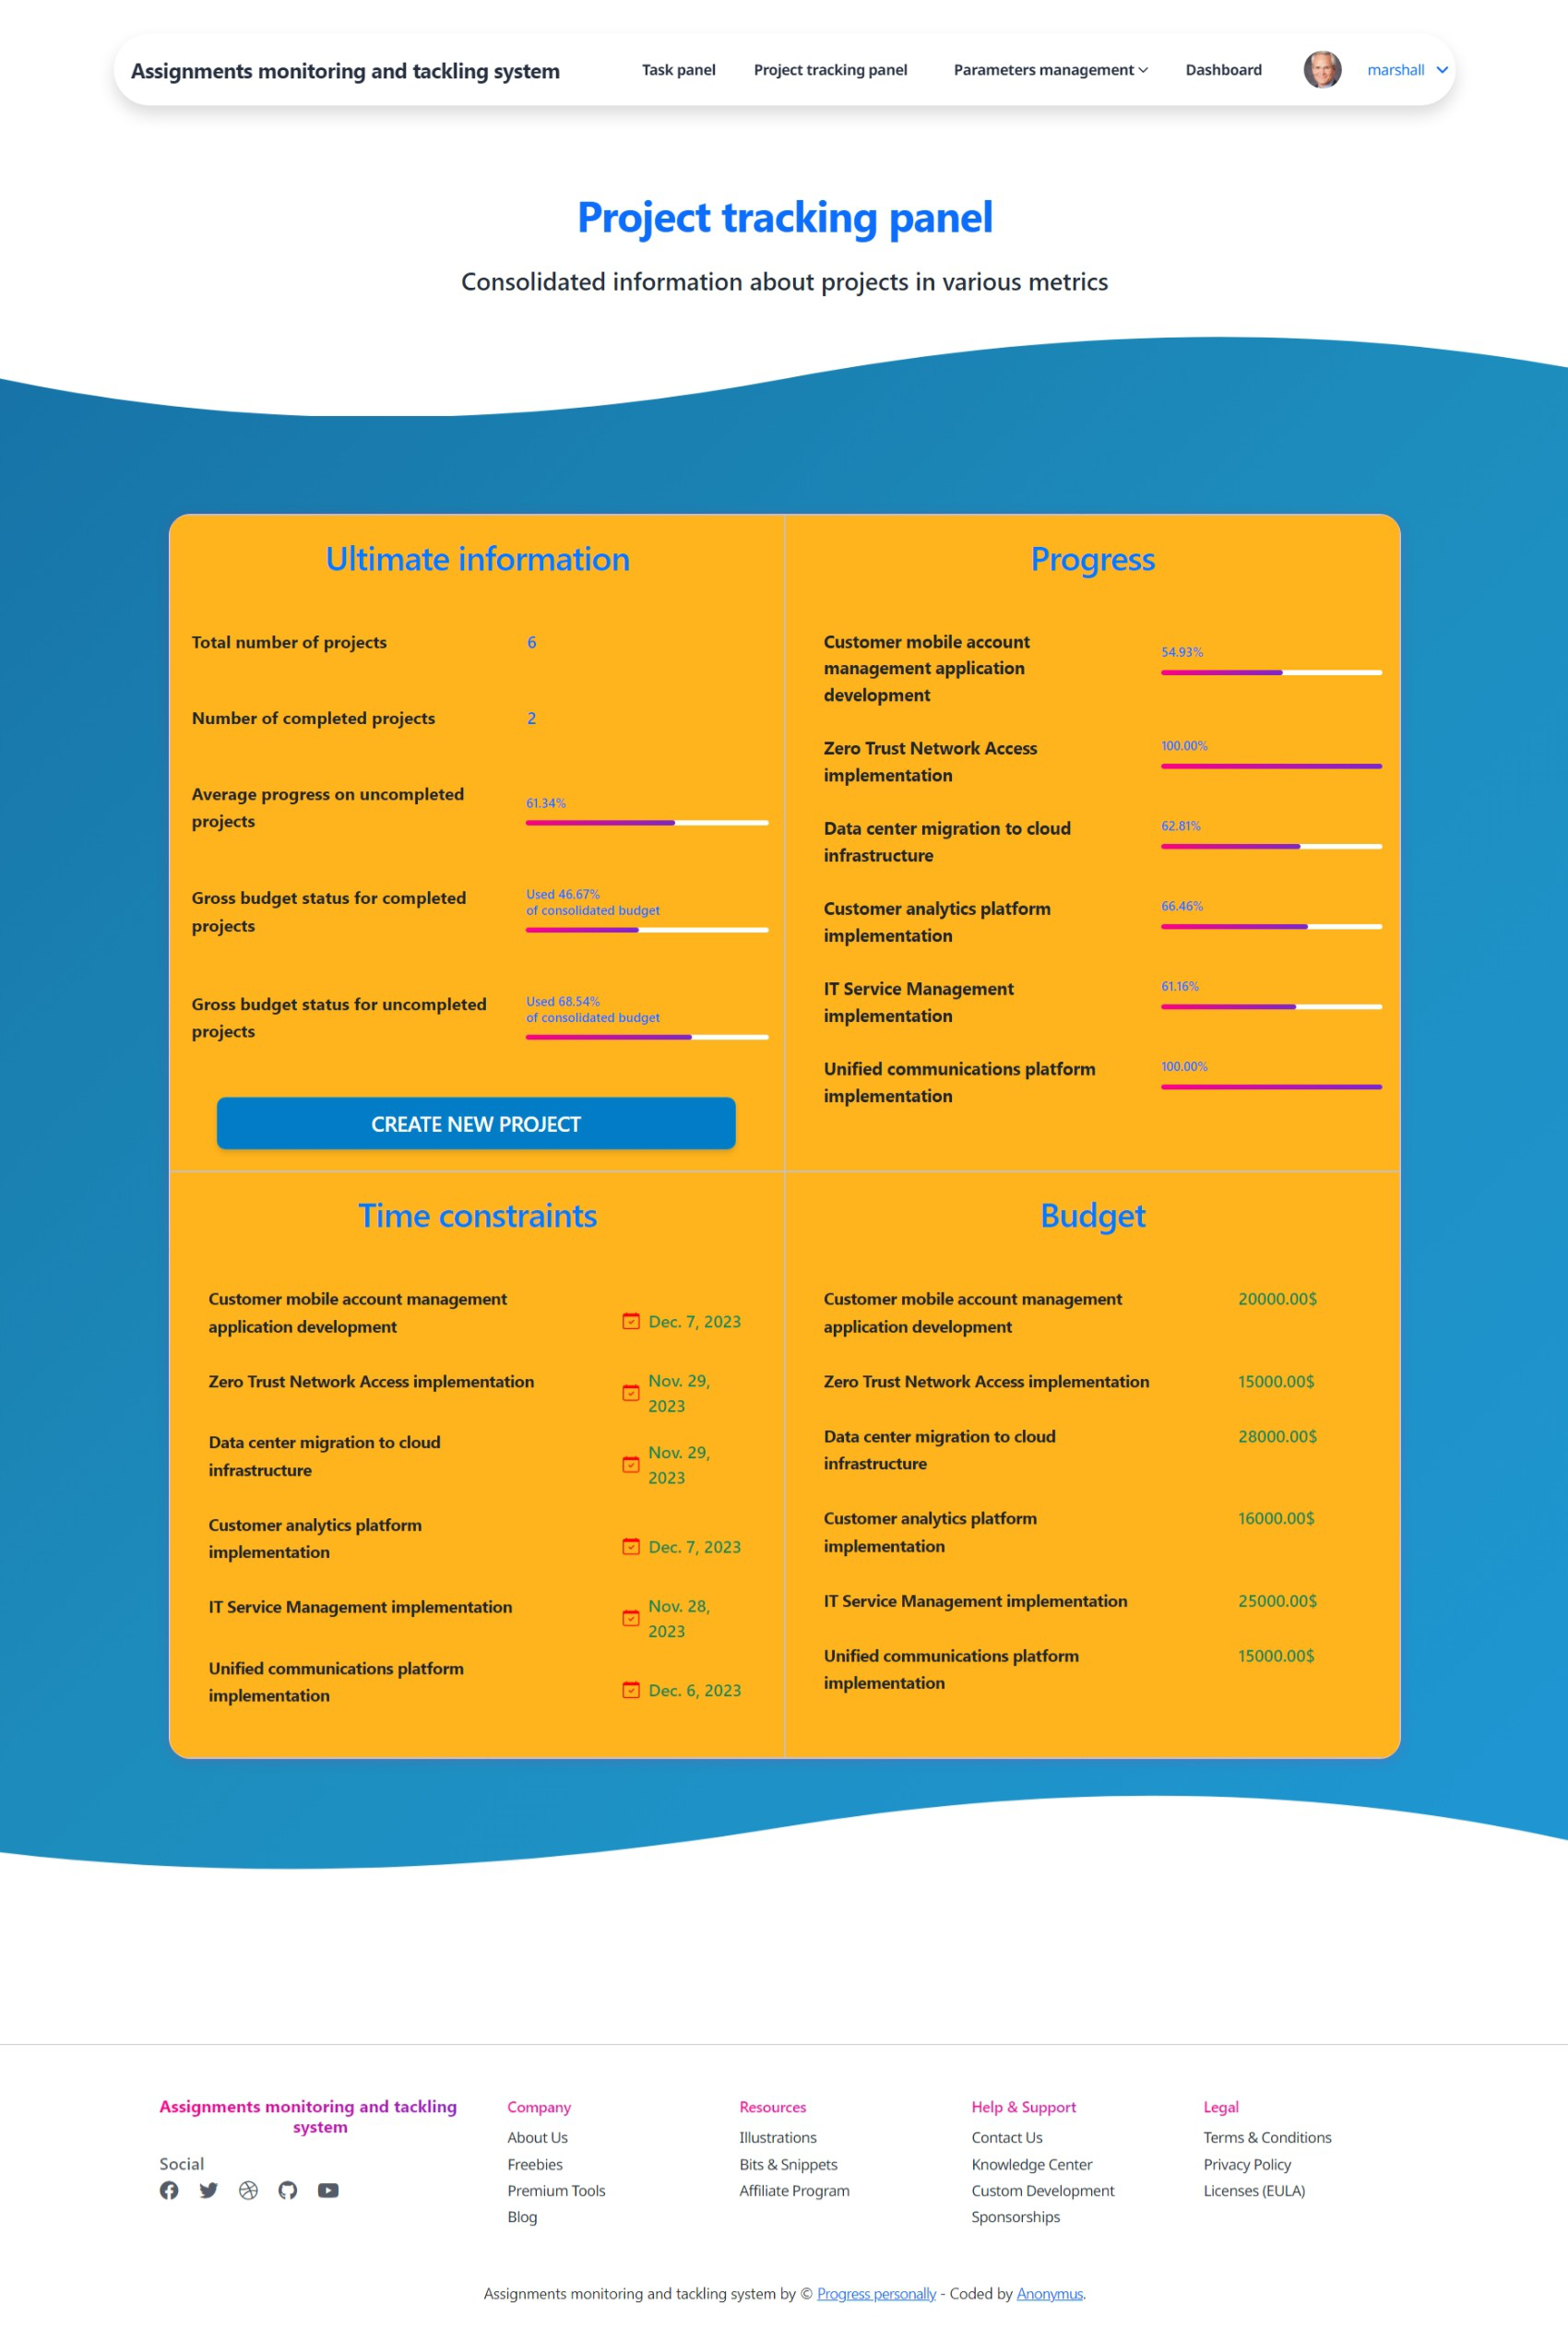 Assignments monitoring and tackling system
Task panel
Project tracking panel
Parameters management
Dashboard
marshall
Project tracking panel
Consolidated information about projects in various metrics
Ultimate information
Total number of projects
6
Number of completed projects
2
Average progress on uncompleted
projects
61.34%
Gross budget status for completed
projects
Used 46.67%
of consolidated budget
Gross budget status for uncompleted
projects
Used 68.54%
of consolidated budget
CREATE NEW PROJECT
Progress
Customer mobile account
management application
development
54.93%
Zero Trust Network Access
implementation
100.00%
Data center migration to cloud
infrastructure
62.81%
Customer analytics platform
implementation
66.46%
IT Service Management
implementation
61.16%
Unified communications platform
implementation
100.00%
Time constraints
Customer mobile account management
application development
Dec. 7, 2023
Zero Trust Network Access implementation
Nov. 29,
2023
Data center migration to cloud
infrastructure
Nov. 29,
2023
Customer analytics platform
implementation
Dec. 7, 2023
IT Service Management implementation
Nov. 28,
2023
Unified communications platform
implementation
Dec. 6, 2023
Budget
Customer mobile account management
application development
20000.00$
Zero Trust Network Access implementation
15000.00$
Data center migration to cloud
infrastructure
28000.00$
Customer analytics platform
implementation
16000.00$
IT Service Management implementation
25000.00$
Unified communications platform
implementation
15000.00$
Assignments monitoring and tackling
system
Social
Company
About Us
Freebies
Premium Tools
Blog
Resources
Illustrations
Bits & Snippets
Affiliate Program
Help & Support
Contact Us
Knowledge Center
Custom Development
Sponsorships
Legal
Terms & Conditions
Privacy Policy
Licenses (EULA)
Assignments monitoring and tackling system by © Progress personally - Coded by Anonymus.